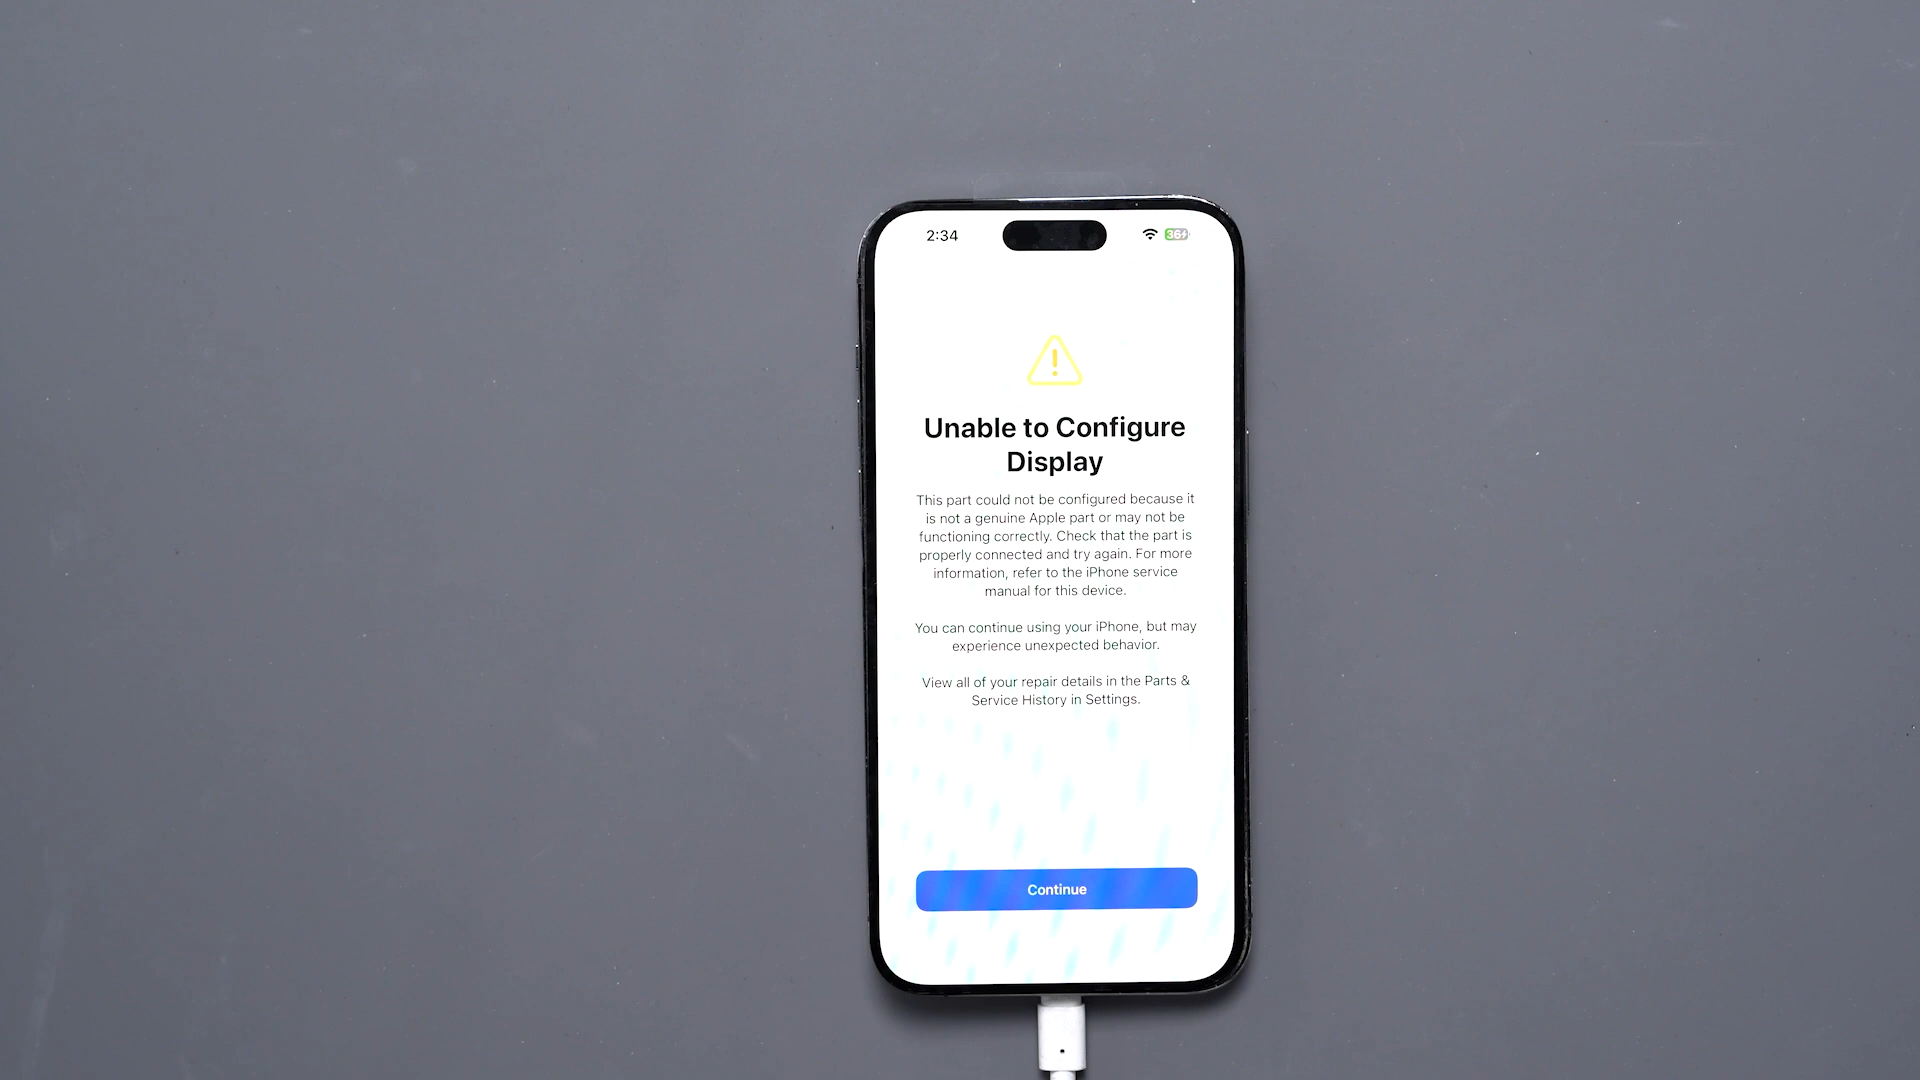 2:34
36
Unable to Configure
Display
This part could not be configured because it
is not a genuine Apple part or may not be
functioning correctly. Check that the part is
properly connected and try again. For more
information, refer to the iPhone service
manual for this device.
You can continue using your iPhone, but may
experience unexpected behavior.
View all of your repair details in the Parts &
Service History in Settings.
Continue